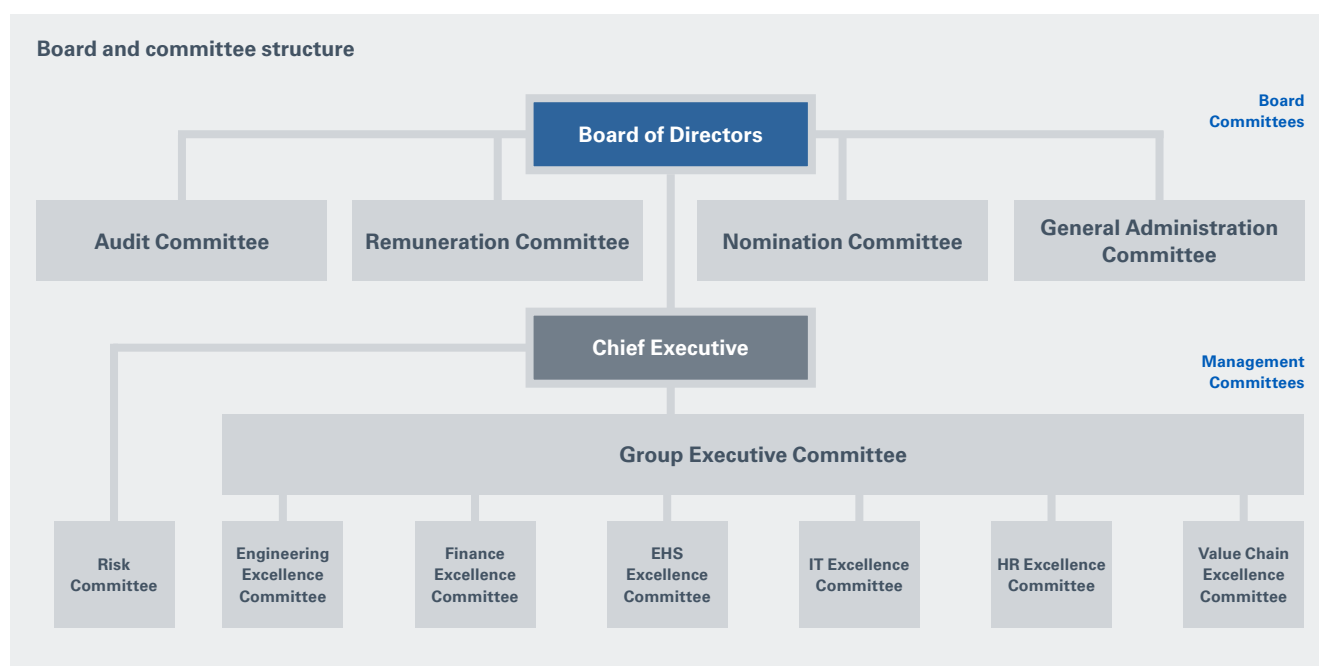 Board and committee structure
Board
Committees
Board of Directors
Audit Committee
Remuneration Committee
Nomination Committee
General Administration
Committee
Chief Executive
Management
Committees
Group Executive Committee
Risk
Committee
Engineering
Excellence
Committee
Finance
Excellence
Committee
EHS
Excellence
Committee
IT Excellence
Committee
HR Excellence
Committee
Value Chain
Excellence
Committee